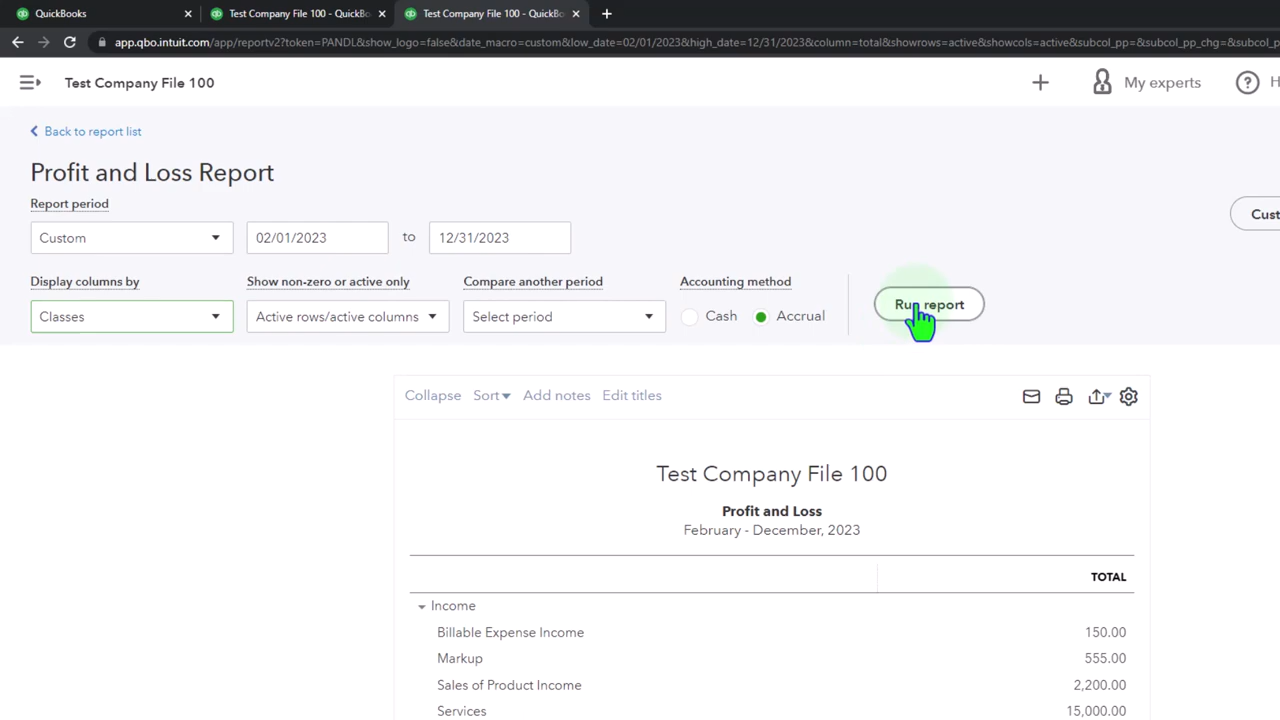 QuickBooks
Test Company File 100 - QuickBo
Test Company File 100 - QuickBo
app.qbo.intuit.com/app/reportv2?token=PANDL&show_logo=false&date_macro=custom&low_date=02/01/2023&high_date=12/31/2023&column=total&showrows=active&showcols=active&subcol_pp=&subcol_pp_chg=&subcol_p
Test Company File 100
My experts
H
Back to report list
Profit and Loss Report
Report period
Custom
02/01/2023
to
12/31/2023
Cust
Display columns by
Show non-zero or active only
Compare another period
Accounting method
Classes
Active rows/active columns
Select period
Cash
Accrual
Run report
Collapse
Sort
Add notes
Edit titles
Test Company File 100
Profit and Loss
February - December, 2023
TOTAL
Income
Billable Expense Income 150.00
Markup 555.00
Sales of Product Income 2,200.00
Services 15,000.00